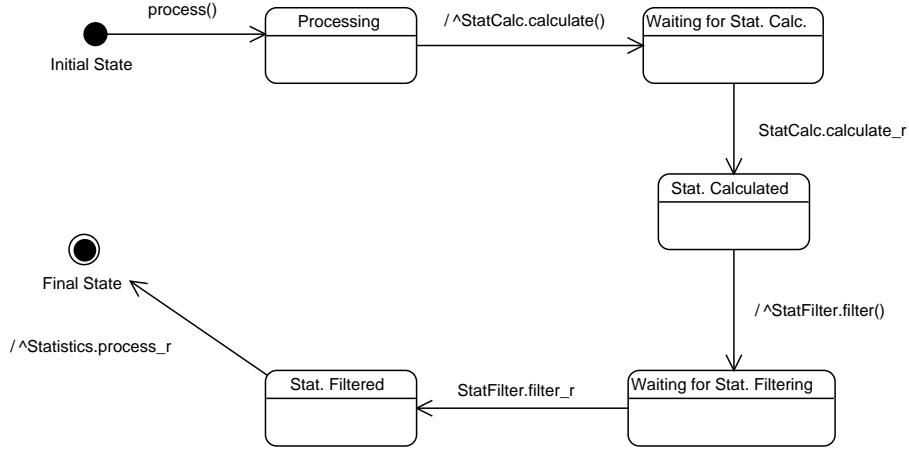 process()
Initial State
Processing
/ ^StatCalc.calculate()
Waiting for Stat. Calc.
StatCalc.calculate_r
Stat. Calculated
Final State
/ ^StatFilter.filter()
/ ^Statistics.process_r
Stat. Filtered
StatFilter.filter_r
Waiting for Stat. Filtering